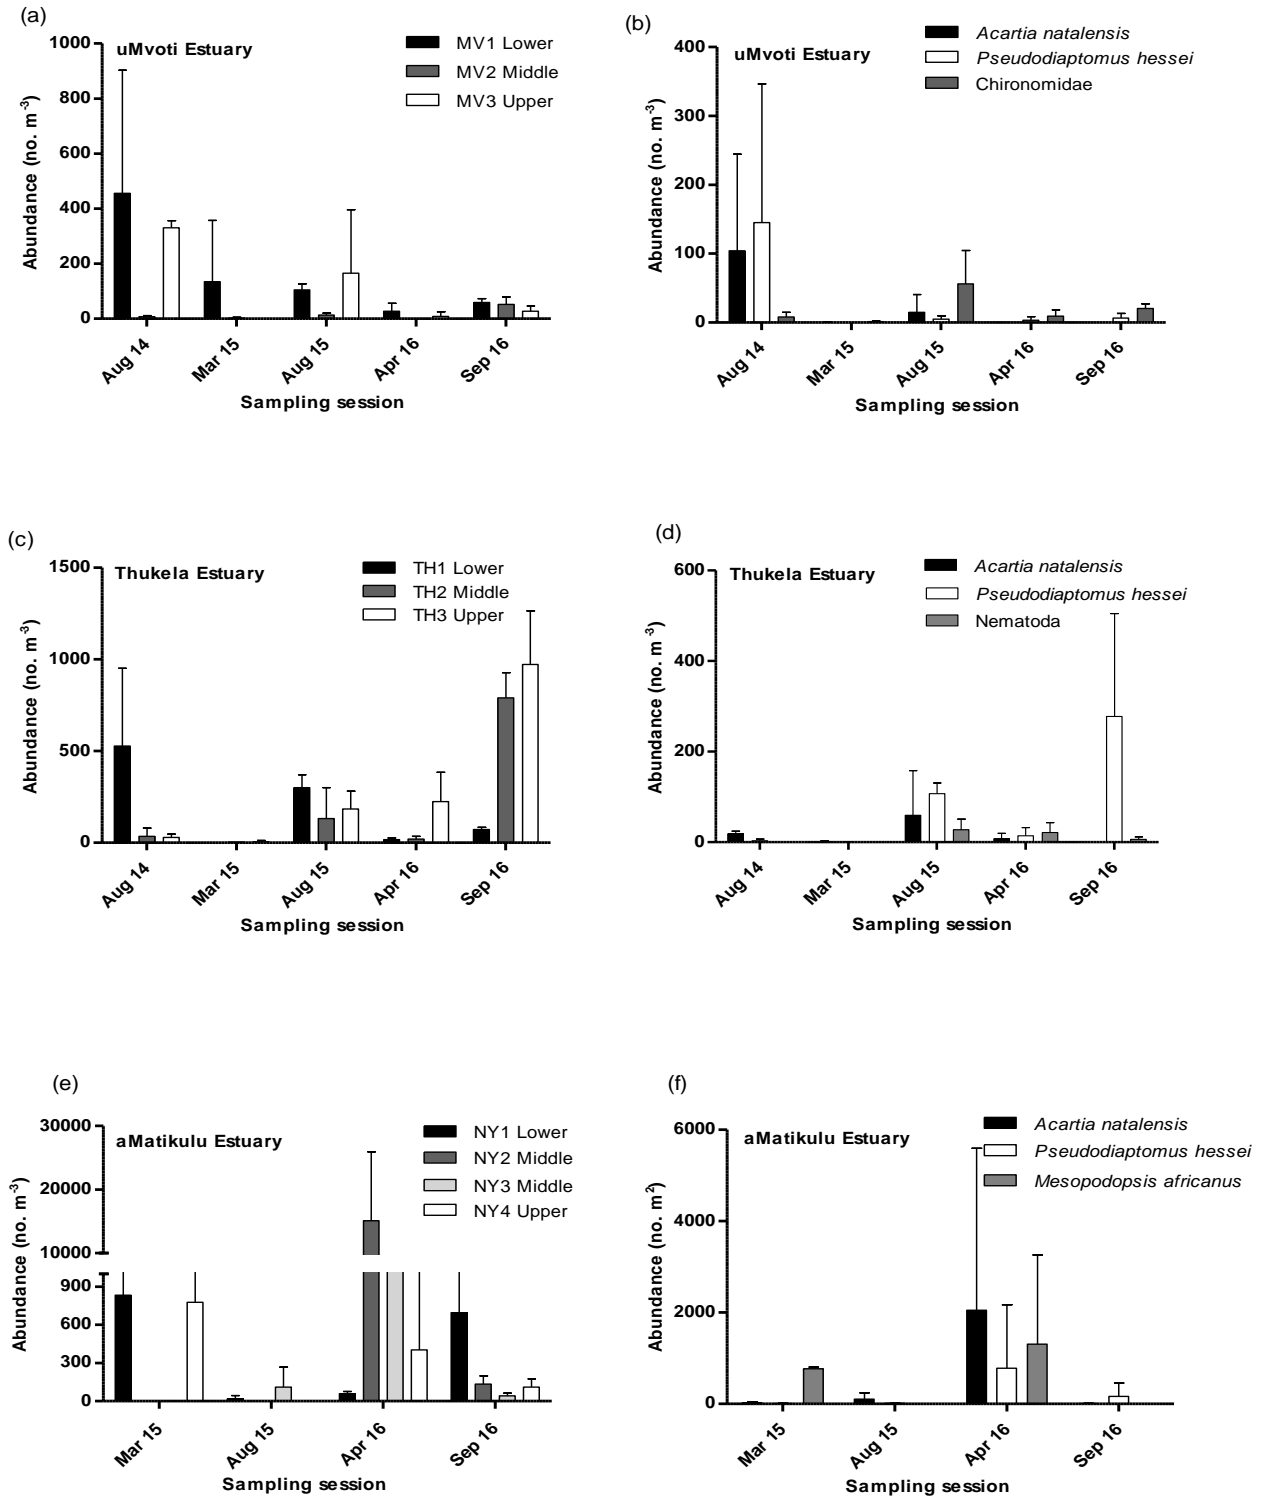 (a)
uMvoti Estuary
MV1 Lower
MV2 Middle
MV3 Upper
Abundance (no. m-3)
1000
800
600
400
200
0
Aug 14
Mar 15
Aug 15
Apr 16
Sep 16
Sampling session
(b)
uMvoti Estuary
Acartia natalensis
Pseudodiaptomus hessei
Chironomidae
Abundance (no. m-3)
400
300
200
100
0
Aug 14
Mar 15
Aug 15
Apr 16
Sep 16
Sampling session
(c)
Thukela Estuary
TH1 Lower
TH2 Middle
TH3 Upper
Abundance (no. m-3)
1500
1000
500
0
Aug 14
Mar 15
Aug 15
Apr 16
Sep 16
Sampling session
(d)
Thukela Estuary
Acartia natalensis
Pseudodiaptomus hessei
Nematoda
Abundance (no. m-3)
600
400
200
0
Aug 14
Mar 15
Aug 15
Apr 16
Sep 16
Sampling session
(e)
aMatikulu Estuary
NY1 Lower
NY2 Middle
NY3 Middle
NY4 Upper
Abundance (no. m-3)
30000
20000
10000
900
600
300
0
Mar 15
Aug 15
Apr 16
Sep 16
Sampling session
(f)
aMatikulu Estuary
Acartia natalensis
Pseudodiaptomus hessei
Mesopodopsis africanus
Abundance (no. m2)
6000
4000
2000
0
Mar 15
Aug 15
Apr 16
Sep 16
Sampling session